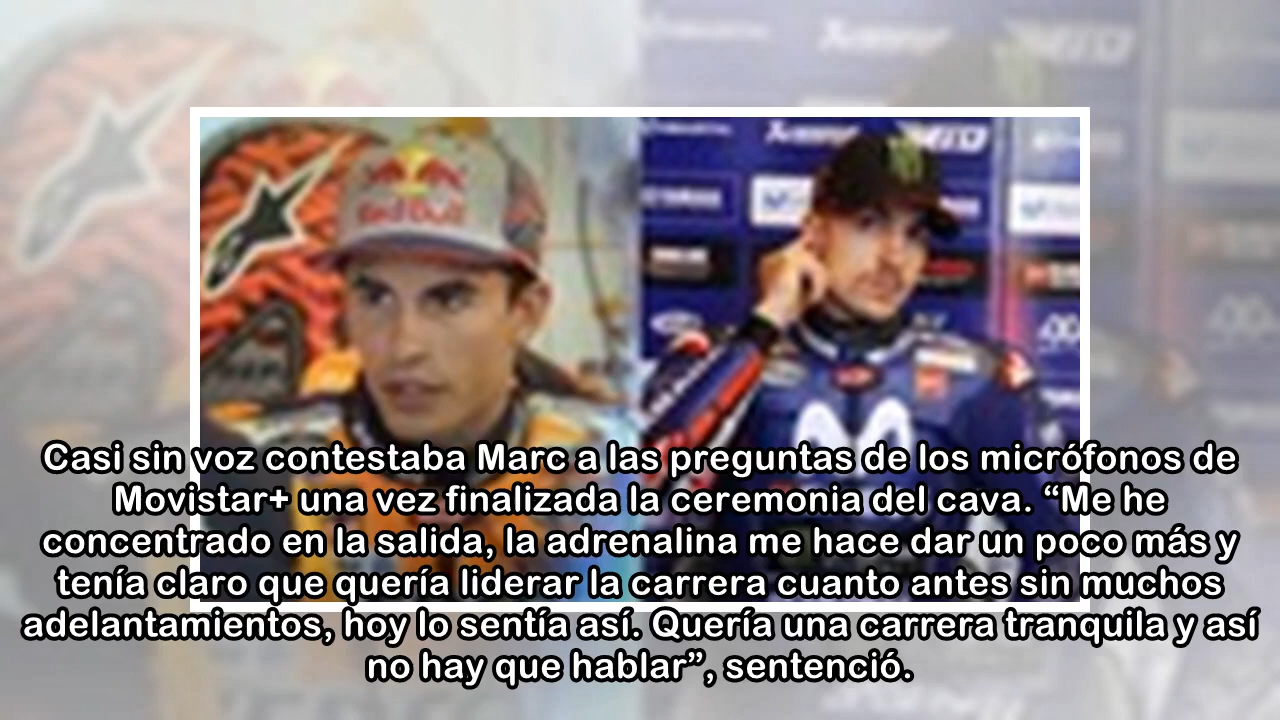 Red Bull
Casi sin voz contestaba Marc a las preguntas de los micrófonos de
Movistar+ una vez finalizada la ceremonia del cava. “Me he
concentrado en la salida, la adrenalina me hace dar un poco más y
tenía claro que quería liderar la carrera cuanto antes sin muchos
adelantamientos, hoy lo sentía así. Quería una carrera tranquila y así
no hay que hablar”, sentenció.